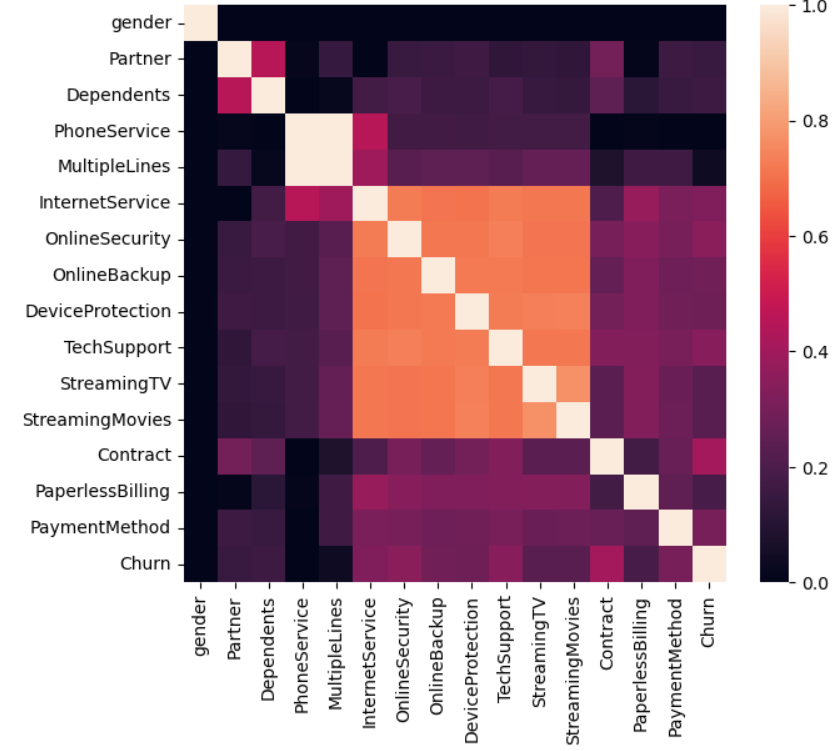 gender
Partner
Dependents
PhoneService
MultipleLines
InternetService
OnlineSecurity
OnlineBackup
DeviceProtection
TechSupport
StreamingTV
StreamingMovies
Contract
PaperlessBilling
PaymentMethod
Churn
gender
Partner
Dependents
PhoneService
MultipleLines
InternetService
OnlineSecurity
OnlineBackup
DeviceProtection
TechSupport
StreamingTV
StreamingMovies
Contract
PaperlessBilling
PaymentMethod
Churn
1.0
0.8
0.6
0.4
0.2
0.0